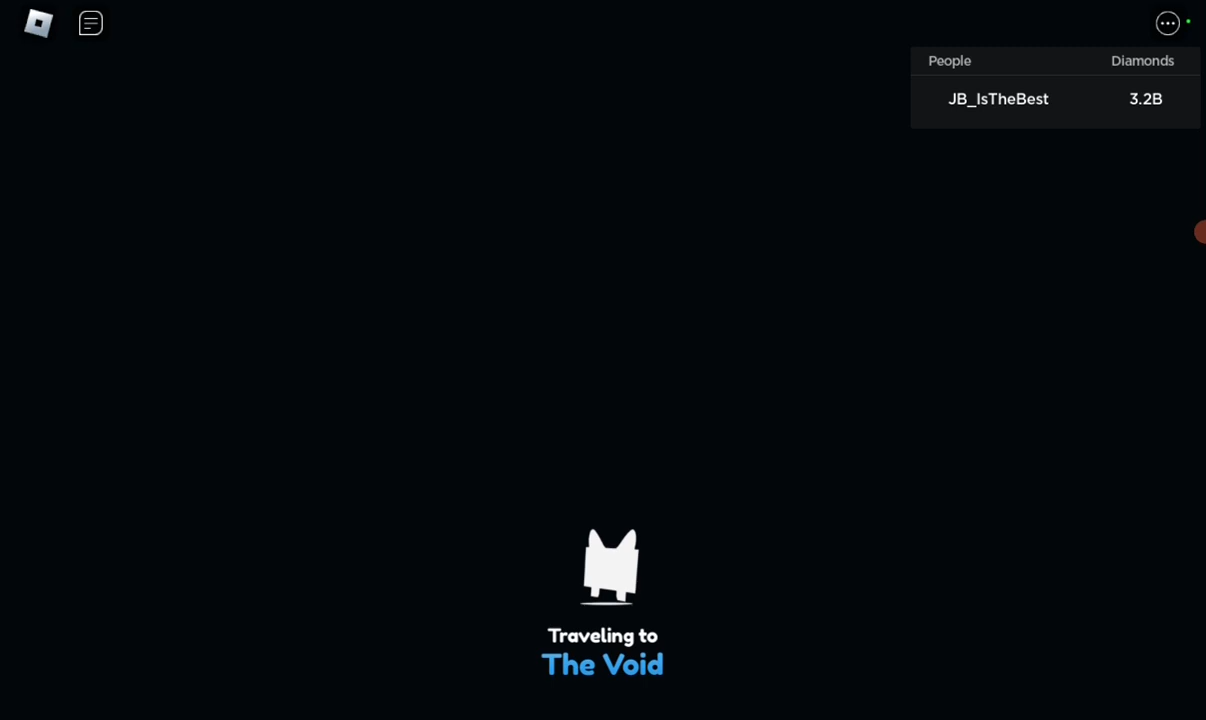 People Diamonds
JB_IsTheBest 3.2B
Traveling to
The Void